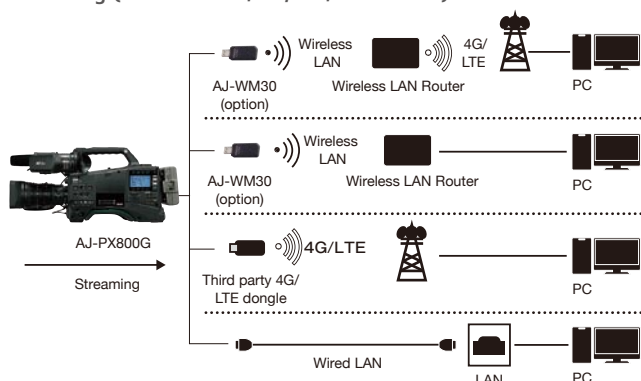 Wireless
LAN
4G/
LTE
AJ-WM30
(option)
Wireless LAN Router
PC
Wireless
LAN
AJ-WM30
(option)
Wireless LAN Router
PC
AJ-PX800G
Streaming
4G/LTE
Third party 4G/
LTE dongle
PC
Wired LAN
LAN
PC